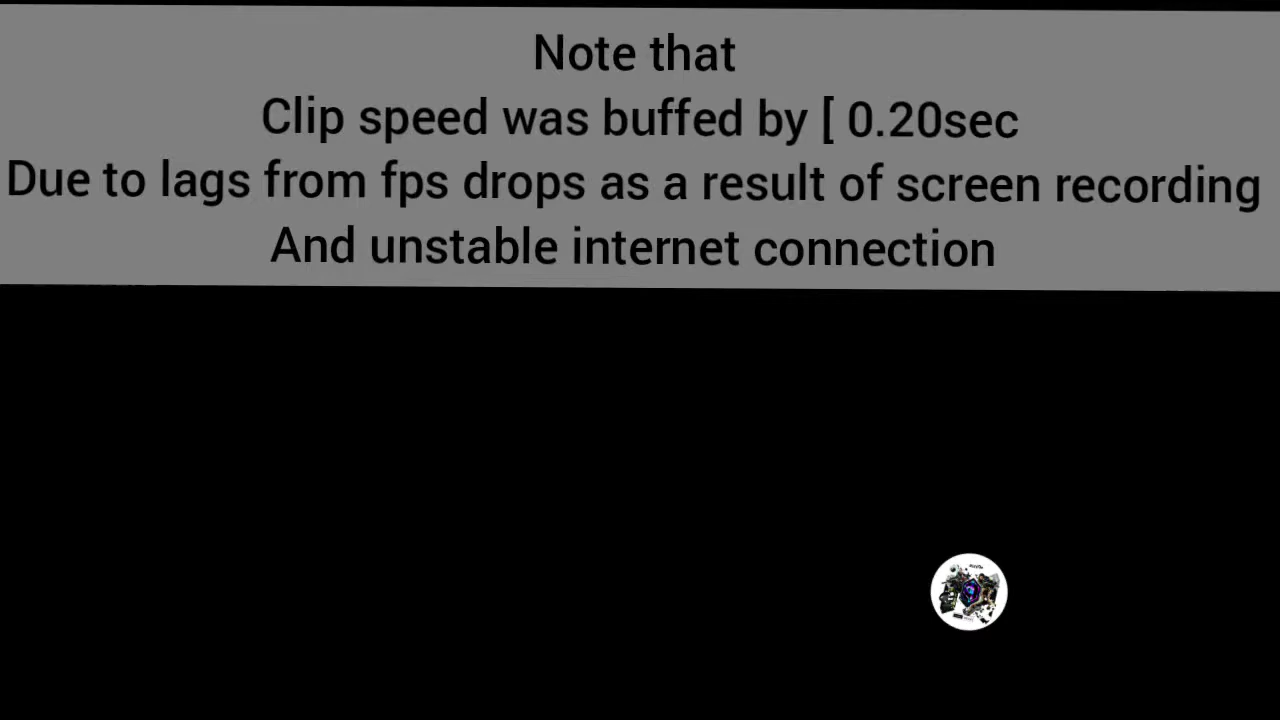 Note that
Clip speed was buffed by [ 0.20sec
Due to lags from fps drops as a result of screen recording
And unstable internet connection